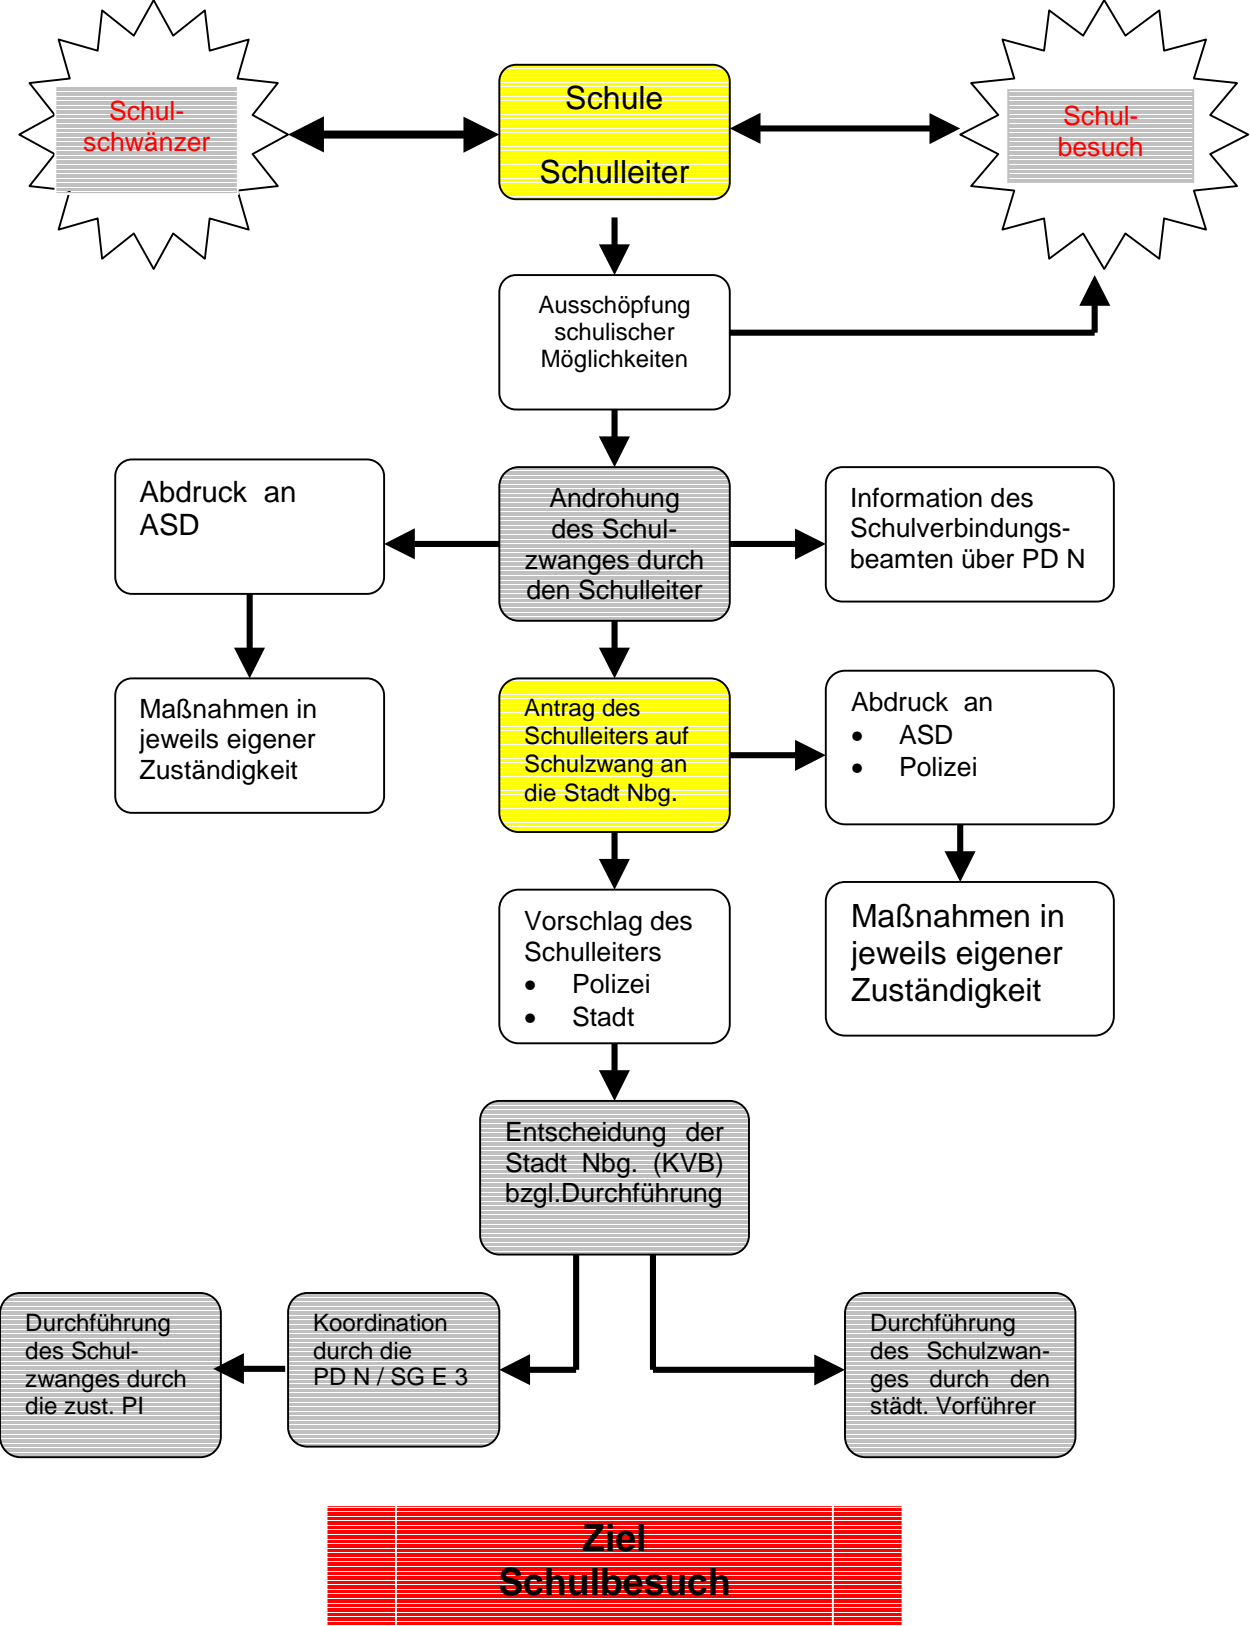 Schul-
schwänzer
Schule
Schulleiter
Schul-
besuch
Ausschöpfung
schulischer
Möglichkeiten
Abdruck an
ASD
Androhung
des Schul-
zwanges durch
den Schulleiter
Information des
Schulverbindungs-
beamten über PD N
Maßnahmen in
jeweils eigener
Zuständigkeit
Antrag des
Schulleiters auf
Schulzwang an
die Stadt Nbg.
Abdruck an
• ASD
• Polizei
Vorschlag des
Schulleiters
• Polizei
• Stadt
Maßnahmen in
jeweils eigener
Zuständigkeit
Entscheidung der
Stadt Nbg. (KVB)
bzgl.Durchführung
Durchführung
des Schul-
zwanges durch
die zust. PI
Koordination
durch die
PD N / SG E 3
Durchführung
des Schulzwan-
ges durch den
städt. Vorführer
Ziel
Schulbesuch